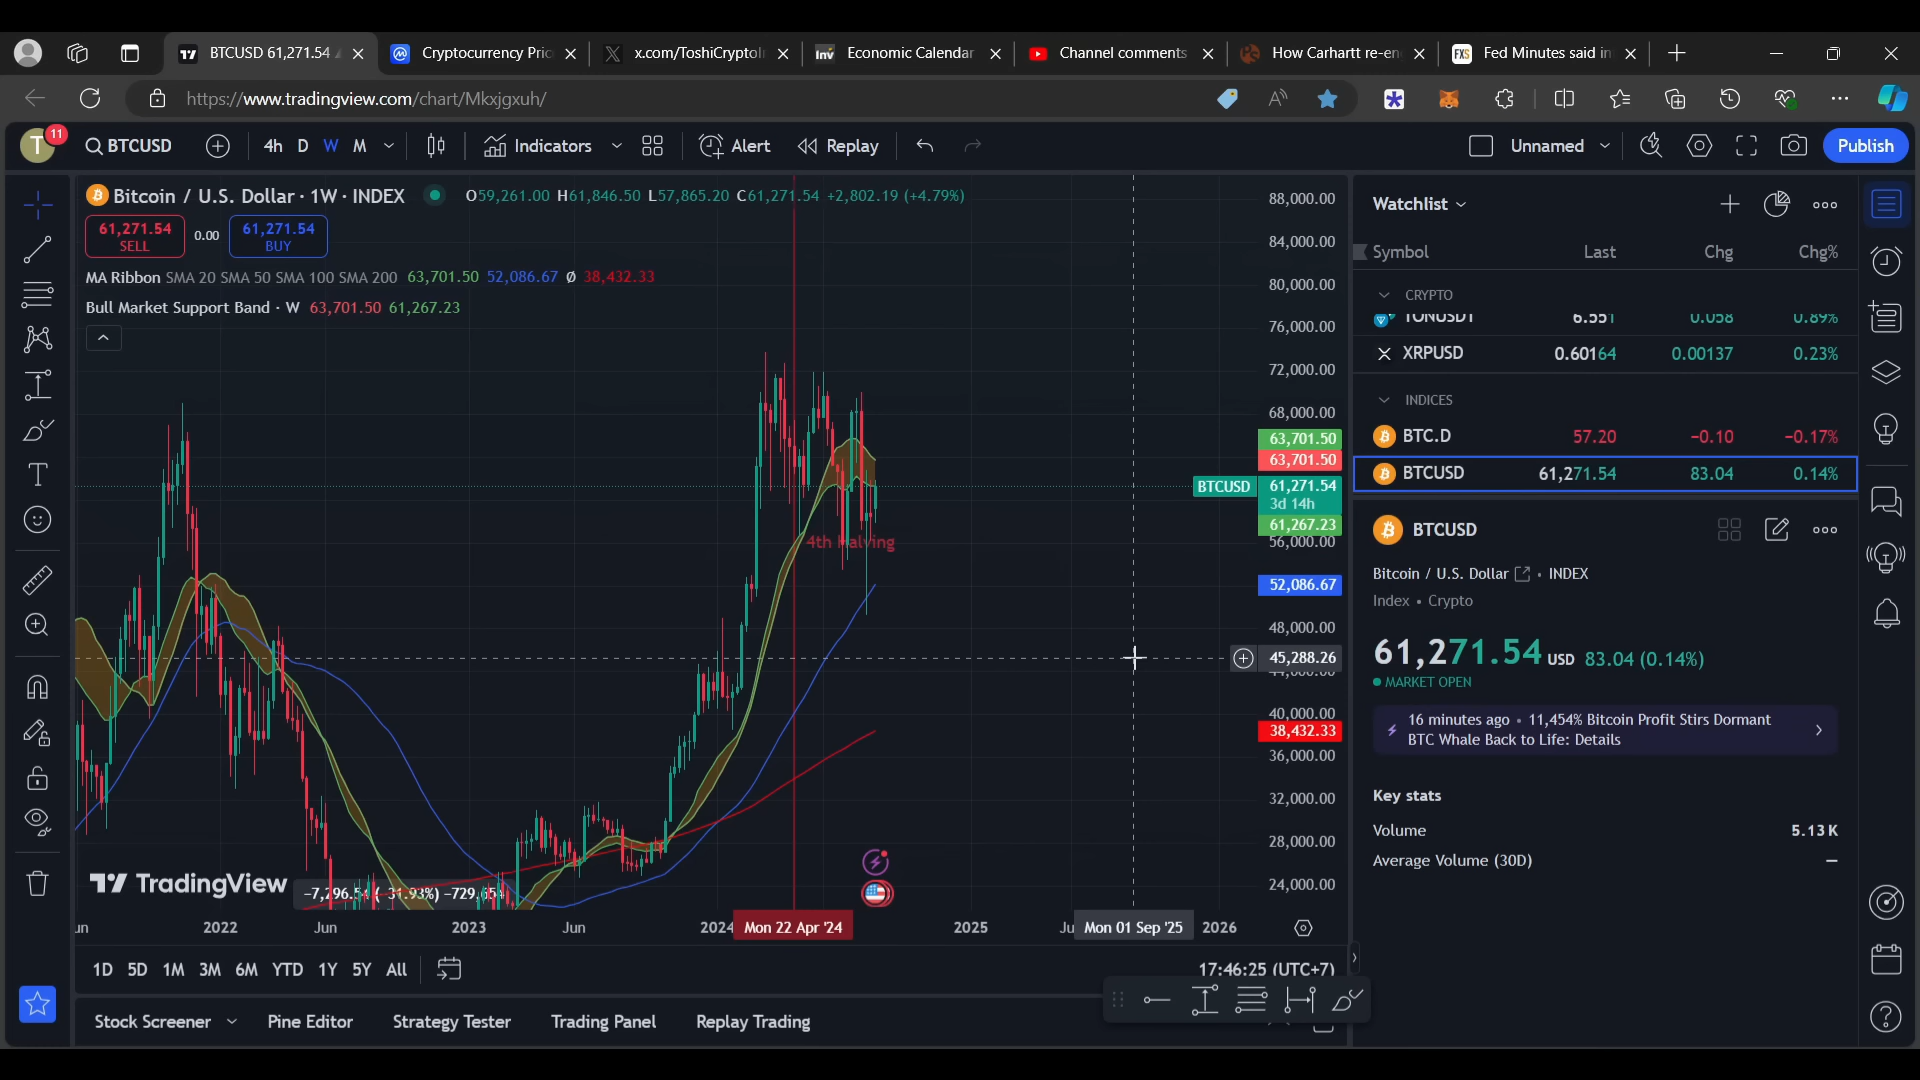 BTCUSD 61,271.54
Cryptocurrency Pric
x.com/ToshiCryptoI
Economic Calendar
Channel comments
How Carhartt re-en
Fed Minutes said in
https://www.tradingview.com/chart/Mkxjgxuh/
T
11
BTCUSD
4h D W M
Indicators
Alert
Replay
Unnamed
Publish
Bitcoin / U.S. Dollar · 1W · INDEX
O59,261.00 H61,846.50 L57,865.20 C61,271.54 +2,802.19 (+4.79%)
61,271.54
SELL
0.00
61,271.54
BUY
MA Ribbon SMA 20 SMA 50 SMA 100 SMA 200 63,701.50 52,086.67 Ø 38,432.33
Bull Market Support Band · W 63,701.50 61,267.23
88,000.00
84,000.00
80,000.00
76,000.00
72,000.00
68,000.00
63,701.50
63,701.50
BTCUSD 61,271.54
3d 14h
61,267.23
56,000.00
52,086.67
48,000.00
45,288.26
44,000.00
40,000.00
38,432.33
36,000.00
32,000.00
28,000.00
24,000.00
4th Halving
TradingView
2022
Jun
2023
Jun
2024
Mon 22 Apr '24
2025
Mon 01 Sep '25
2026
1D 5D 1M 3M 6M YTD 1Y 5Y All
17:46:25 (UTC+7)
Stock Screener
Pine Editor
Strategy Tester
Trading Panel
Replay Trading
Watchlist
Symbol Last Chg Chg%
CRYPTO
TONUSDT 6.551 0.058 0.89%
XRPUSD 0.60164 0.00137 0.23%
INDICES
BTC.D 57.20 −0.10 −0.17%
BTCUSD 61,271.54 83.04 0.14%
BTCUSD
Bitcoin / U.S. Dollar · INDEX
Index • Crypto
61,271.54 USD 83.04 (0.14%)
MARKET OPEN
16 minutes ago • 11,454% Bitcoin Profit Stirs Dormant
BTC Whale Back to Life: Details
Key stats
Volume 5.13K
Average Volume (30D) —